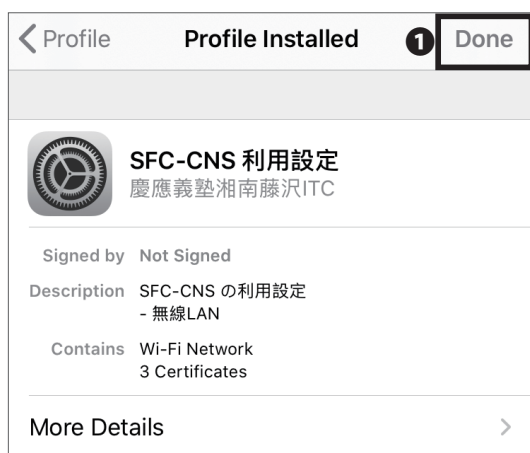 Profile
Profile Installed
1
Done
SFC-CNS 利用設定
慶應義塾湘南藤沢ITC
Signed by Not Signed
Description SFC-CNS の利用設定
- 無線LAN
Contains Wi-Fi Network
3 Certificates
More Details